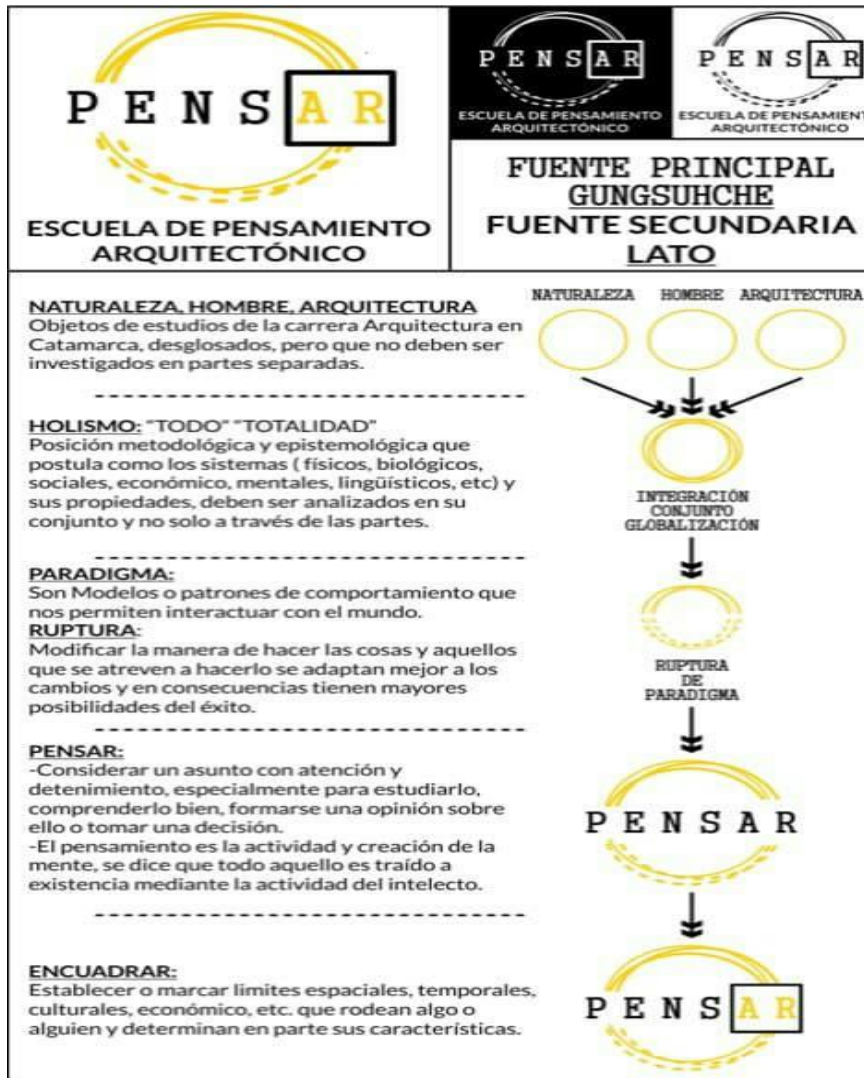 PENSAR
ESCUELA DE PENSAMIENTO
ARQUITECTÓNICO
PENSAR
ESCUELA DE PENSAMIENTO
ARQUITECTÓNICO
PENSAR
ESCUELA DE PENSAMIENT
ARQUITECTÓNICO
FUENTE PRINCIPAL
GUNGSUHCHE
FUENTE SECUNDARIA
LATO
NATURALEZA, HOMBRE, ARQUITECTURA
Objetos de estudios de la carrera Arquitectura en
Catamarca, desglosados, pero que no deben ser
investigados en partes separadas.
HOLISMO: "TODO" "TOTALIDAD"
Posición metodológica y epistemológica que
postula como los sistemas ( físicos, biológicos,
sociales, económico, mentales, lingüísticos, etc) y
sus propiedades, deben ser analizados en su
conjunto y no solo a través de las partes.
PARADIGMA:
Son Modelos o patrones de comportamiento que
nos permiten interactuar con el mundo.
RUPTURA:
Modificar la manera de hacer las cosas y aquellos
que se atreven a hacerlo se adaptan mejor a los
cambios y en consecuencias tienen mayores
posibilidades del éxito.
PENSAR:
-Considerar un asunto con atención y
detenimiento, especialmente para estudiarlo,
comprenderlo bien, formarse una opinión sobre
ello o tomar una decisión.
-El pensamiento es la actividad y creación de la
mente, se dice que todo aquello es traído a
existencia mediante la actividad del intelecto.
ENCUADRAR:
Establecer o marcar limites espaciales, temporales,
culturales, económico, etc. que rodean algo o
alguien y determinan en parte sus características.
NATURALEZA HOMBRE ARQUITECTURA
INTEGRACIÓN
CONJUNTO
GLOBALIZACIÓN
RUPTURA
DE
PARADIGMA
PENSAR
PENSAR